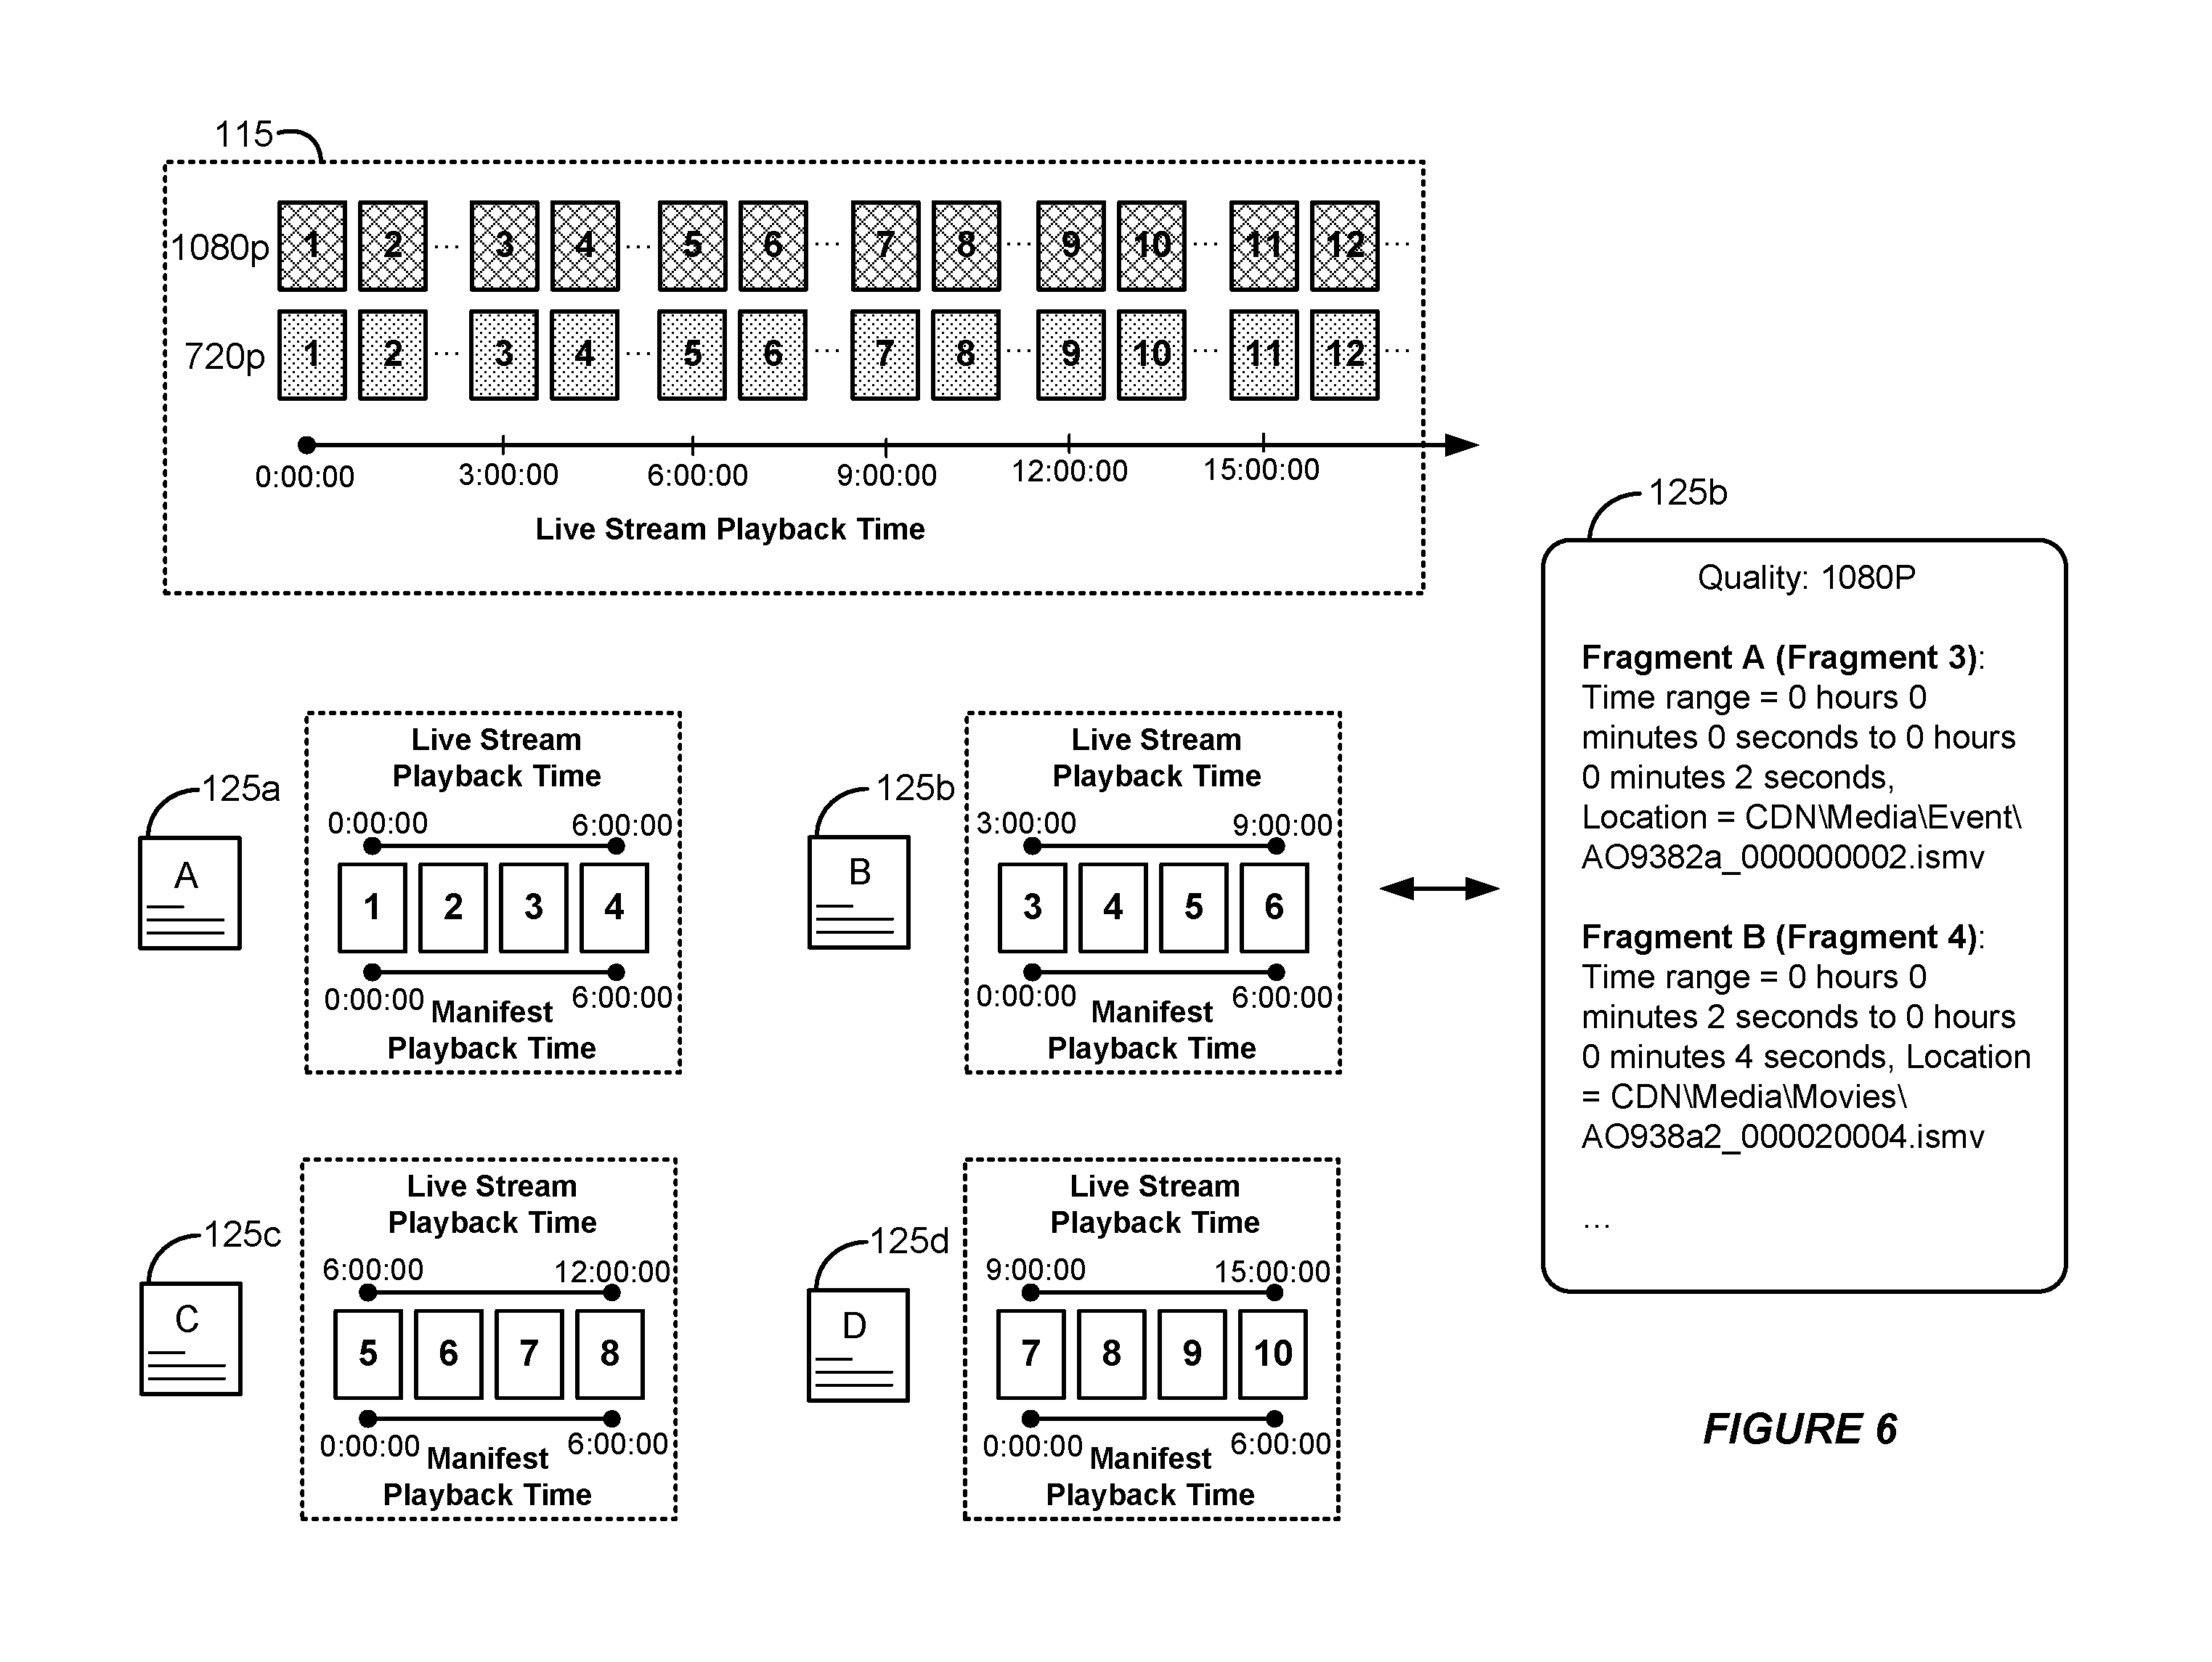 115
1080p 1 2 ... 3 4 ... 5 6 ... 7 8 ... 9 10 ... 11 12 ...
720p 1 2 ... 3 4 ... 5 6 ... 7 8 ... 9 10 ... 11 12 ...
0:00:00 3:00:00 6:00:00 9:00:00 12:00:00 15:00:00
Live Stream Playback Time
125a
A
Live Stream
Playback Time
0:00:00 6:00:00
1 2 3 4
0:00:00 6:00:00
Manifest
Playback Time
125b
B
Live Stream
Playback Time
3:00:00 9:00:00
3 4 5 6
0:00:00 6:00:00
Manifest
Playback Time
125b
Quality: 1080P
Fragment A (Fragment 3):
Time range = 0 hours 0
minutes 0 seconds to 0 hours
0 minutes 2 seconds,
Location = CDN\Media\Event\
AO9382a_000000002.ismv
Fragment B (Fragment 4):
Time range = 0 hours 0
minutes 2 seconds to 0 hours
0 minutes 4 seconds, Location
= CDN\Media\Movies\
AO938a2_000020004.ismv
...
125c
C
Live Stream
Playback Time
6:00:00 12:00:00
5 6 7 8
0:00:00 6:00:00
Manifest
Playback Time
125d
D
Live Stream
Playback Time
9:00:00 15:00:00
7 8 9 10
0:00:00 6:00:00
Manifest
Playback Time
FIGURE 6